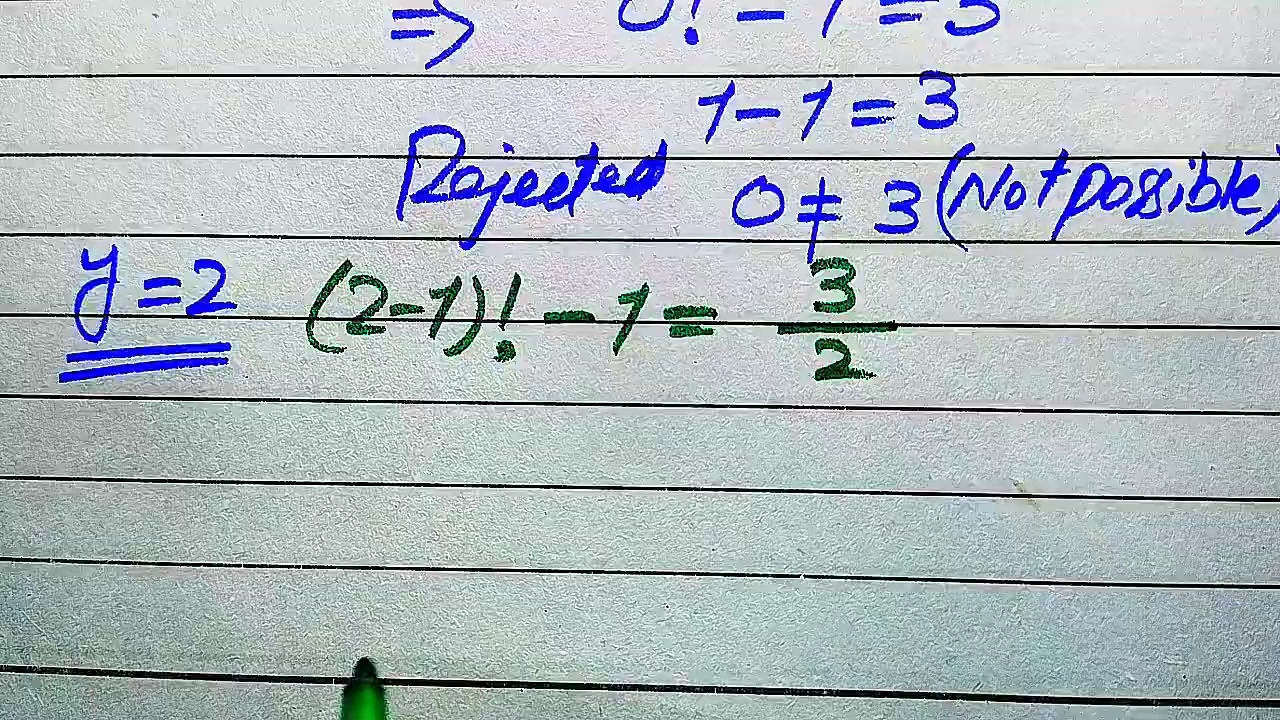 ⇒ 0! - 1 = 3
1 - 1 = 3
Rejected 0 ≠ 3 (Not possible)
y = 2 (2-1)! - 1 = 3/2